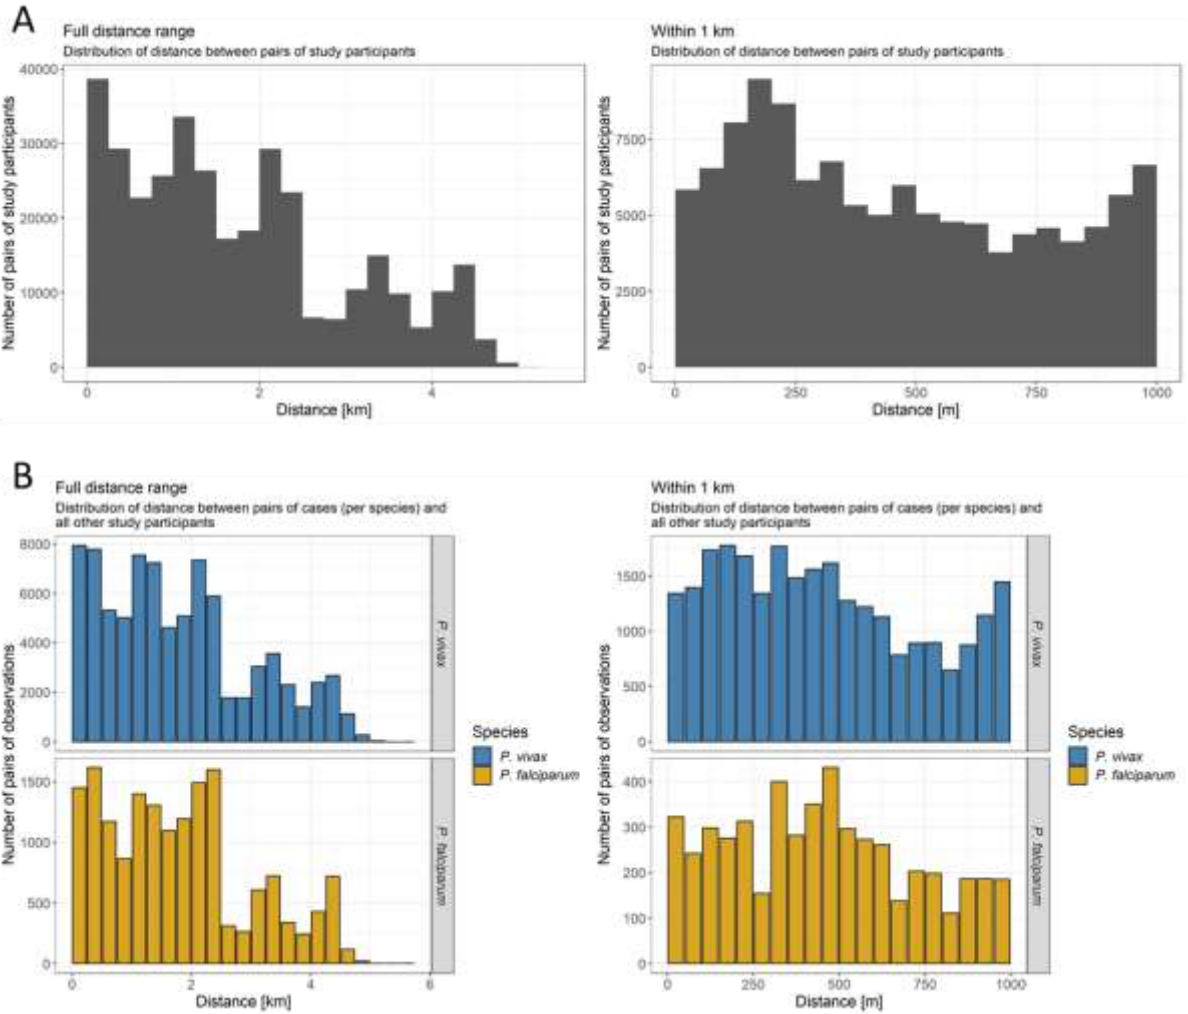 A
Full distance range
Distribution of distance between pairs of study participants
Number of pairs of study participants
40000
30000
20000
10000
0
0
2
4
Distance [km]
Within 1 km
Distribution of distance between pairs of study participants
Number of pairs of study participants
7500
5000
2500
0
0
250
500
750
1000
Distance [m]
B
Full distance range
Distribution of distance between pairs of cases (per species) and
all other study participants
Number of pairs of observations
8000
6000
4000
2000
0
P. vivax
1500
1000
500
0
P. falciparum
0
2
4
6
Distance [km]
Species
P. vivax
P. falciparum
Within 1 km
Distribution of distance between pairs of cases (per species) and
all other study participants
Number of pairs of observations
1500
1000
500
0
P. vivax
400
300
200
100
0
P. falciparum
0
250
500
750
1000
Distance [m]
Species
P. vivax
P. falciparum